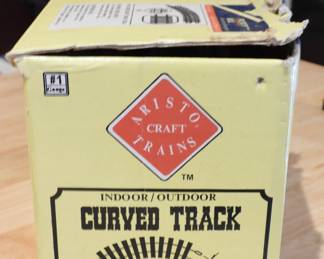 #1
Gauge
ARISTO
CRAFT
TRAINS
TM
INDOOR/OUTDOOR
CURVED TRACK